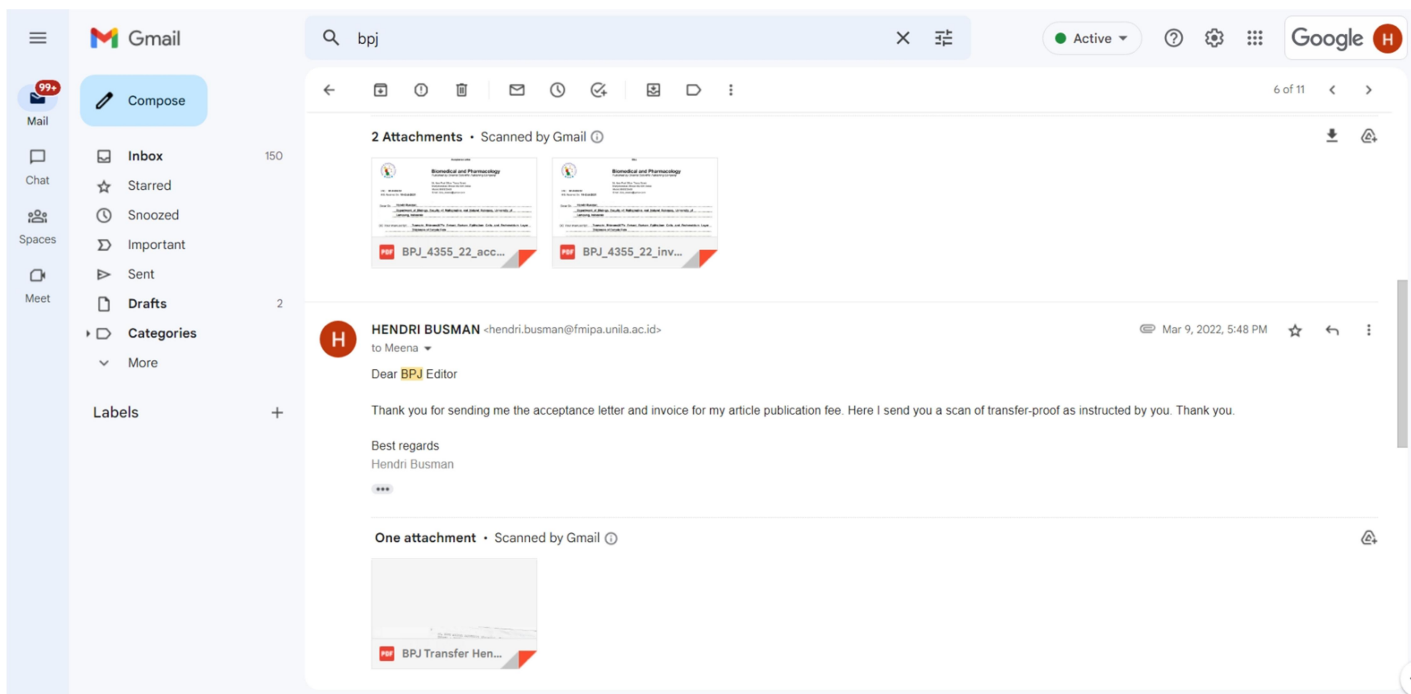 Gmail
bpj
Active
Google
H
99+
Mail
Compose
6 of 11
Chat
Spaces
Meet
Inbox 150
Starred
Snoozed
Important
Sent
Drafts 2
Categories
More
Labels
2 Attachments • Scanned by Gmail
Biomedical and Pharmacology
Biomedical and Pharmacology
PDF BPJ_4355_22_acc...
PDF BPJ_4355_22_inv...
H
HENDRI BUSMAN <hendri.busman@fmipa.unila.ac.id>
Mar 9, 2022, 5:48 PM
to Meena
Dear BPJ Editor
Thank you for sending me the acceptance letter and invoice for my article publication fee. Here I send you a scan of transfer-proof as instructed by you. Thank you.
Best regards
Hendri Busman
One attachment • Scanned by Gmail
PDF BPJ Transfer Hen...